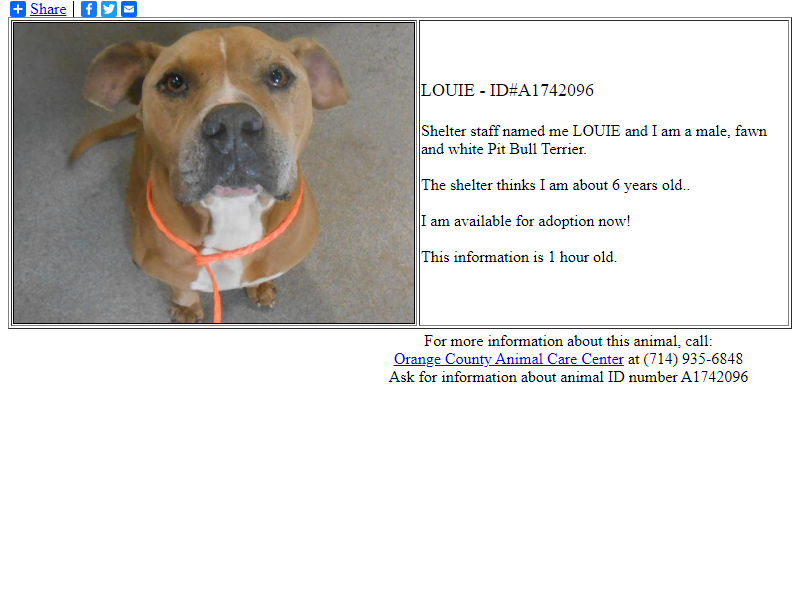 Share
LOUIE - ID#A1742096
Shelter staff named me LOUIE and I am a male, fawn
and white Pit Bull Terrier.
The shelter thinks I am about 6 years old..
I am available for adoption now!
This information is 1 hour old.
For more information about this animal, call:
Orange County Animal Care Center at (714) 935-6848
Ask for information about animal ID number A1742096